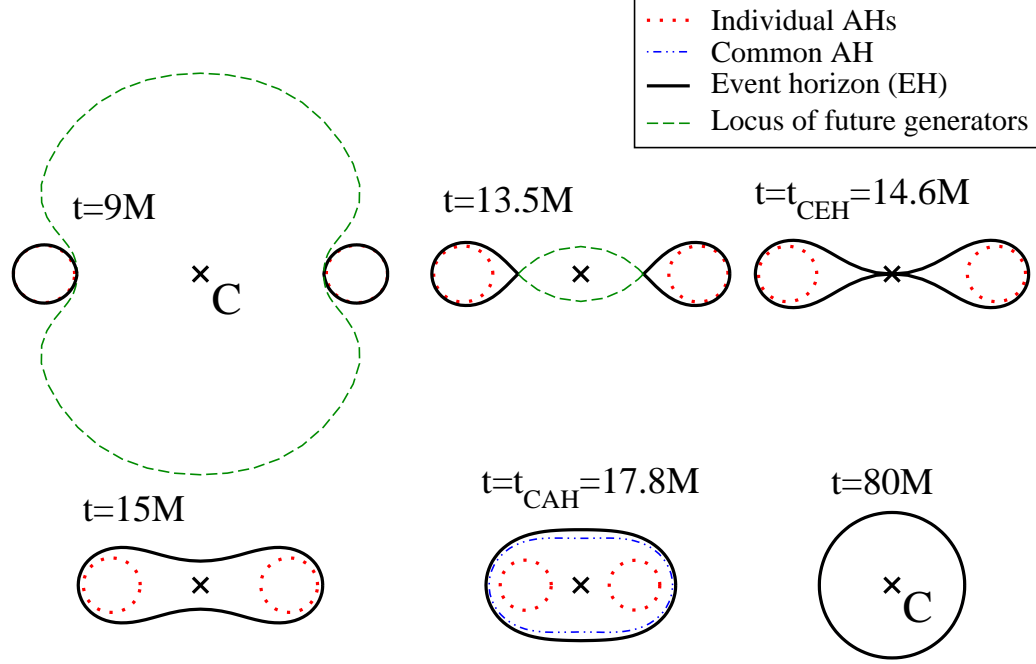 Individual AHs
Common AH
Event horizon (EH)
Locus of future generators
t=9M
C
t=13.5M
t=t_CEH=14.6M
t=15M
t=t_CAH=17.8M
t=80M
C